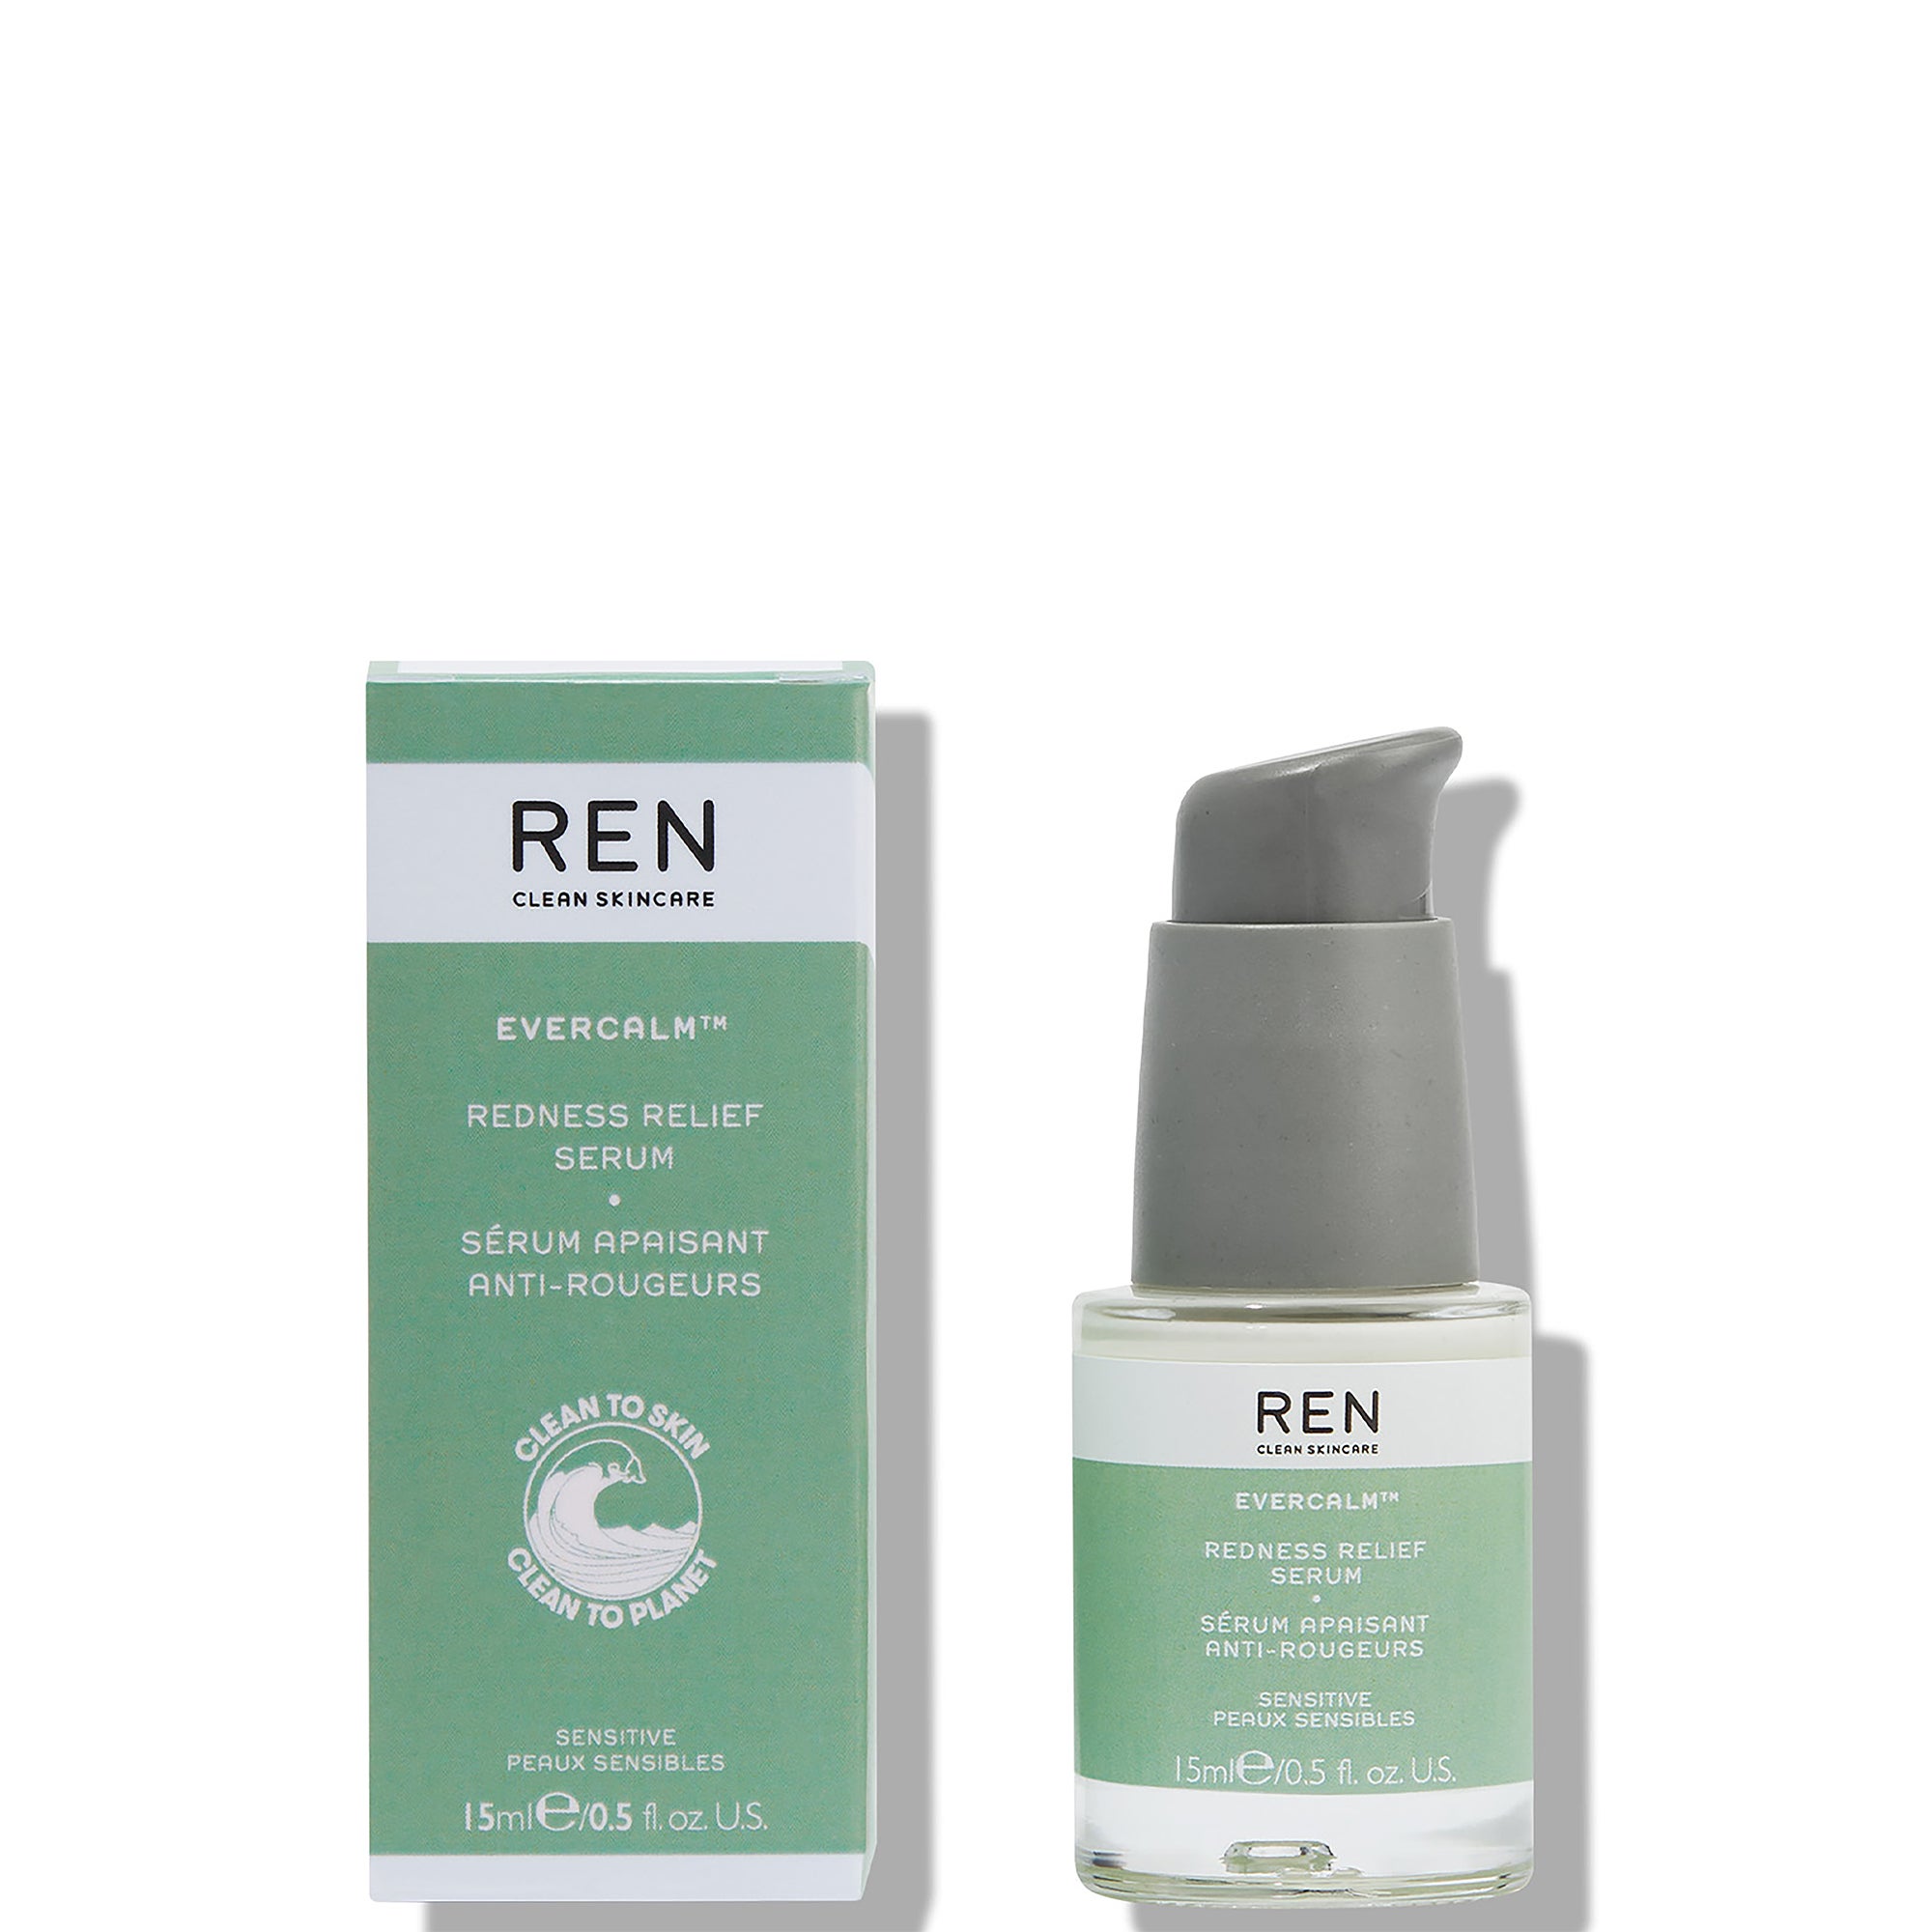 REN
CLEAN SKINCARE
EVERCALM™
REDNESS RELIEF
SERUM
•
SÉRUM APAISANT
ANTI-ROUGEURS
CLEAN TO SKIN
CLEAN TO PLANET
SENSITIVE
PEAUX SENSIBLES
15ml℮/0.5 fl. oz. U.S.
REN
CLEAN SKINCARE
EVERCALM™
REDNESS RELIEF
SERUM
•
SÉRUM APAISANT
ANTI-ROUGEURS
SENSITIVE
PEAUX SENSIBLES
15ml℮/0.5 fl. oz. U.S.